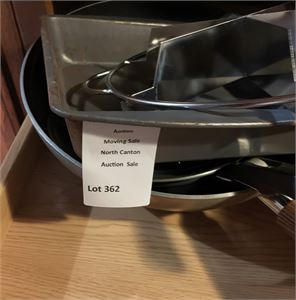 Auction
Moving Sale
North Canton
Auction Sale
Lot 362